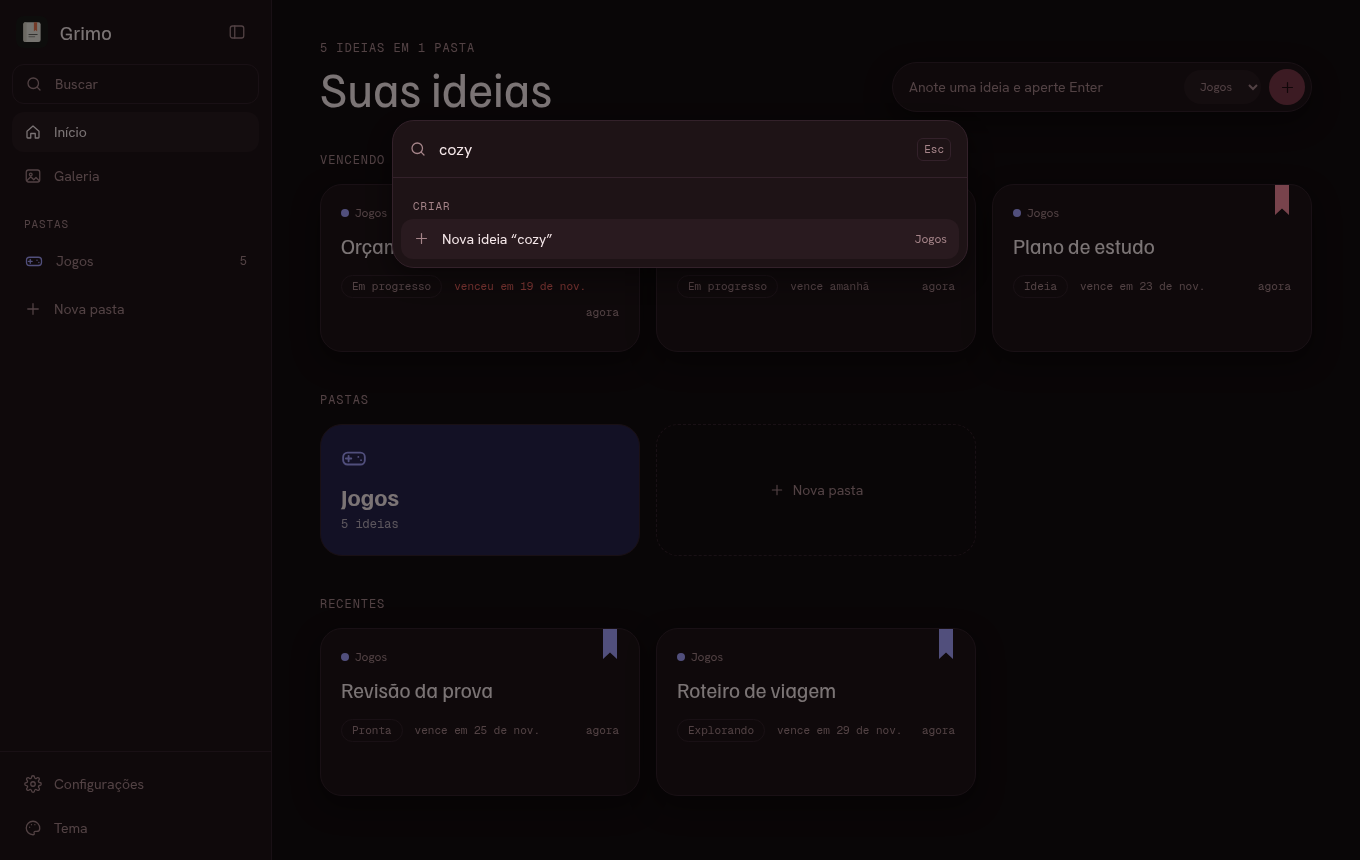 Grimo
Buscar
Início
Galeria
PASTAS
Jogos 5
Nova pasta
Configurações
Tema
5 IDEIAS EM 1 PASTA
Suas ideias
Anote uma ideia e aperte Enter Jogos
cozy Esc
CRIAR
Nova ideia “cozy” Jogos
VENCENDO
Jogos
Em progresso venceu em 19 de nov.
agora
Em progresso vence amanhã agora
Jogos
Plano de estudo
Ideia vence em 23 de nov. agora
PASTAS
Jogos
5 ideias
Nova pasta
RECENTES
Jogos
Revisão da prova
Pronta vence em 25 de nov. agora
Jogos
Roteiro de viagem
Explorando vence em 29 de nov. agora